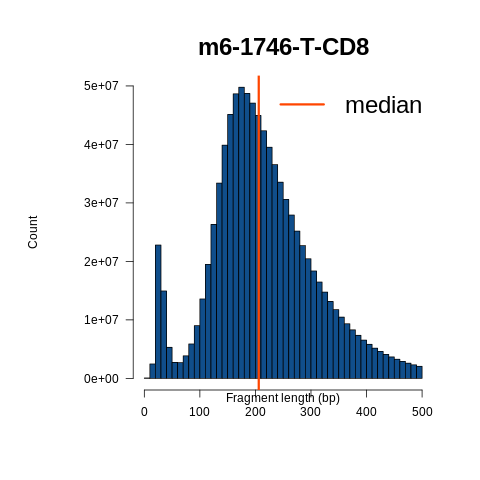 m6-1746-T-CD8
median
Count
5e+07
4e+07
3e+07
2e+07
1e+07
0e+00
Fragment length (bp)
0 100 200 300 400 500